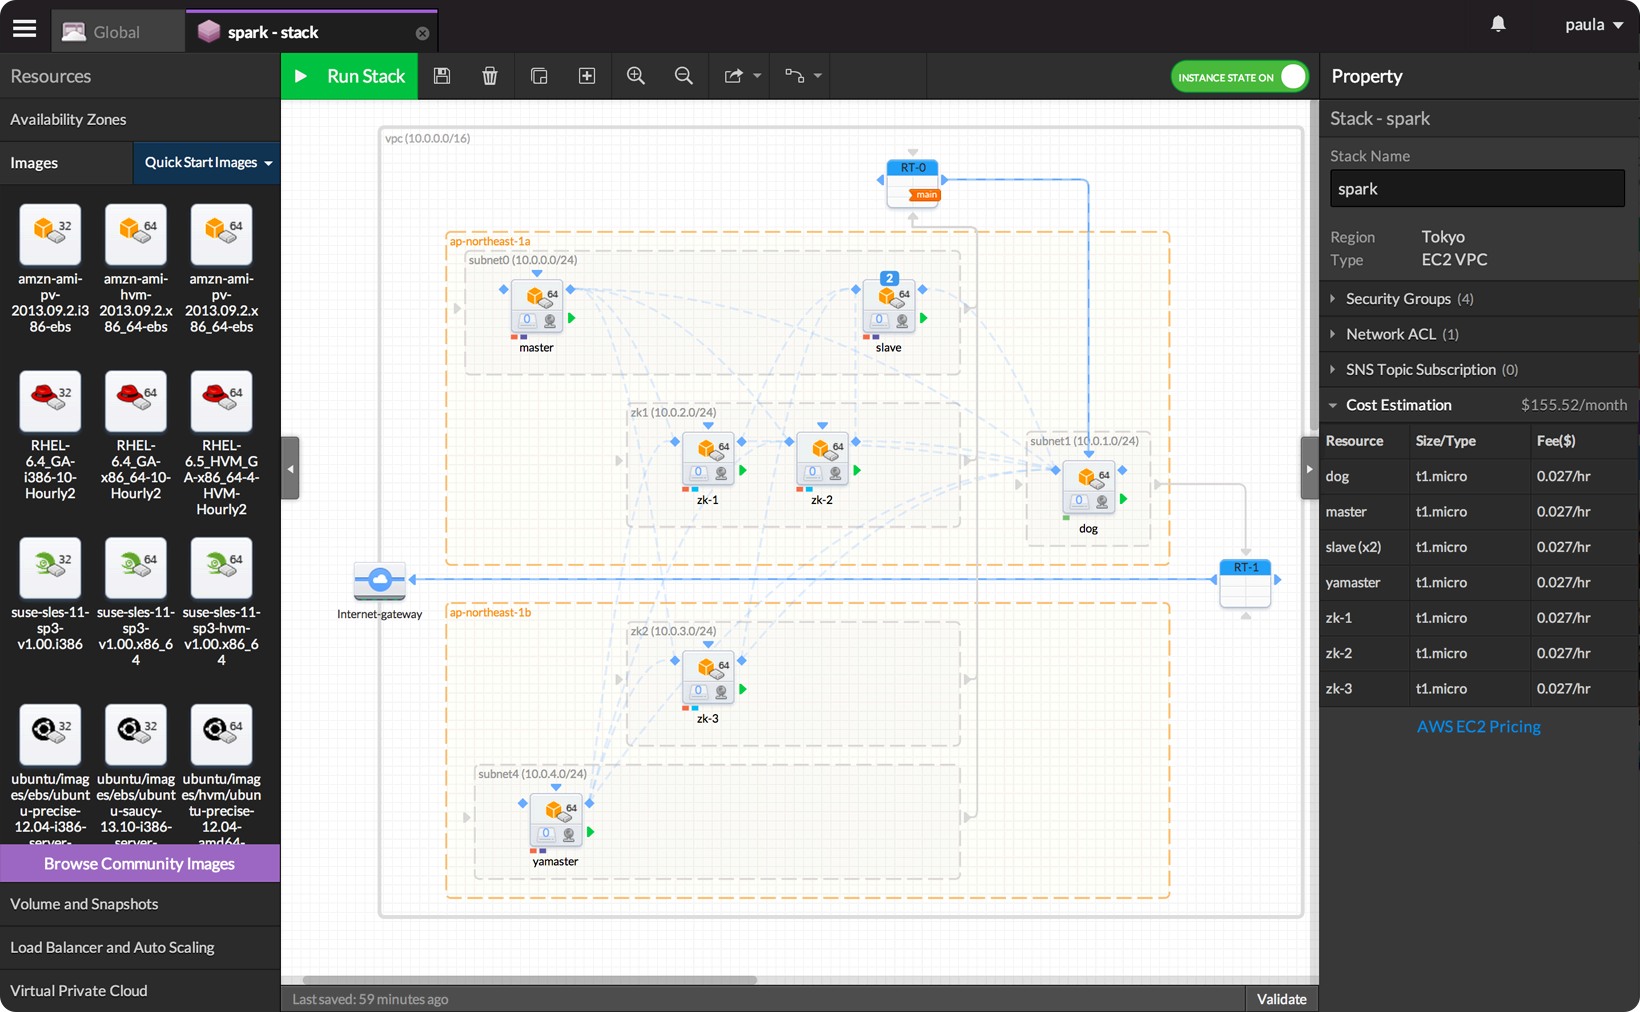 Global
spark - stack
paula
Resources
Run Stack
INSTANCE STATE ON
Property
Availability Zones
Images
Quick Start Images
32
64
64
amzn-ami-pv-2013.09.2.i386-ebs
amzn-ami-hvm-2013.09.2.x86_64-ebs
amzn-ami-pv-2013.09.2.x86_64-ebs
32
64
64
RHEL-6.4_GA-i386-10-Hourly2
RHEL-6.4_GA-x86_64-10-Hourly2
RHEL-6.5_HVM_GA-x86_64-4-HVM-Hourly2
32
64
64
suse-sles-11-sp3-v1.00.i386
suse-sles-11-sp3-v1.00.x86_64
suse-sles-11-sp3-hvm-v1.00.x86_64
32
32
64
ubuntu/images/ebs/ubuntu-precise-12.04-i386-server-
ubuntu/images/ebs/ubuntu-saucy-13.10-i386-server-
ubuntu/images/hvm/ubuntu-precise-12.04-amd64-
Browse Community Images
Volume and Snapshots
Load Balancer and Auto Scaling
Virtual Private Cloud
vpc (10.0.0.0/16)
RT-0
main
ap-northeast-1a
subnet0 (10.0.0.0/24)
64
0
master
2
64
0
slave
zk1 (10.0.2.0/24)
64
0
zk-1
64
0
zk-2
subnet1 (10.0.1.0/24)
64
0
dog
Internet-gateway
RT-1
ap-northeast-1b
zk2 (10.0.3.0/24)
64
0
zk-3
subnet4 (10.0.4.0/24)
64
0
yamaster
Last saved: 59 minutes ago
Validate
Stack - spark
Stack Name
spark
Region Tokyo
Type EC2 VPC
Security Groups (4)
Network ACL (1)
SNS Topic Subscription (0)
Cost Estimation $155.52/month
Resource Size/Type Fee($)
dog t1.micro 0.027/hr
master t1.micro 0.027/hr
slave (x2) t1.micro 0.027/hr
yamaster t1.micro 0.027/hr
zk-1 t1.micro 0.027/hr
zk-2 t1.micro 0.027/hr
zk-3 t1.micro 0.027/hr
AWS EC2 Pricing